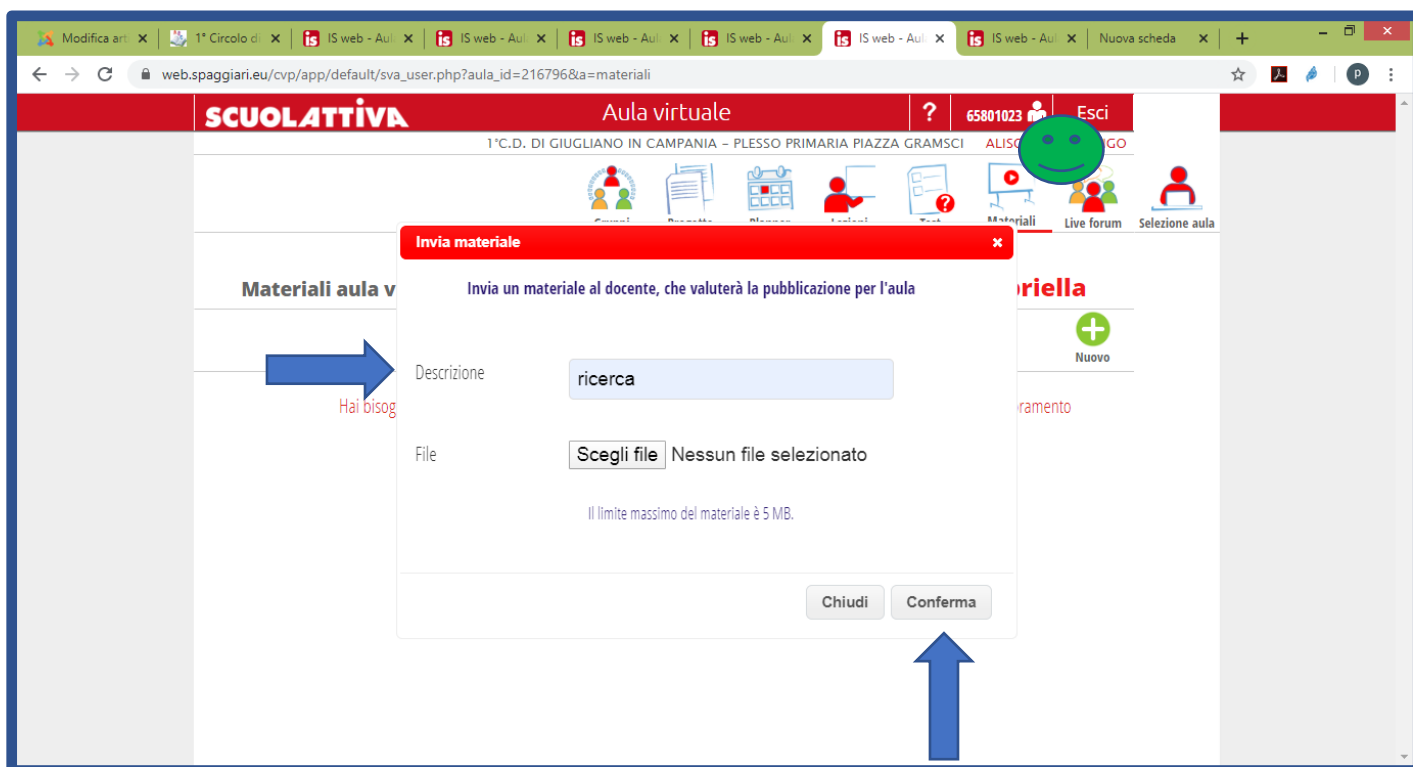 Modifica art
1° Circolo di
IS web - Aul
IS web - Aul
IS web - Aul
IS web - Aul
IS web - Aul
IS web - Aul
Nuova scheda
web.spaggiari.eu/cvp/app/default/sva_user.php?aula_id=216796&a=materiali
P
SCUOLATTIVA
Aula virtuale
?
65801023
Esci
1°C.D. DI GIUGLIANO IN CAMPANIA – PLESSO PRIMARIA PIAZZA GRAMSCI
Materiali
Live forum
Selezione aula
Invia materiale
Materiali aula v
Invia un materiale al docente, che valuterà la pubblicazione per l'aula
briella
Nuovo
Descrizione
ricerca
Hai bisog
oramento
File
Scegli file Nessun file selezionato
Il limite massimo del materiale è 5 MB.
Chiudi
Conferma